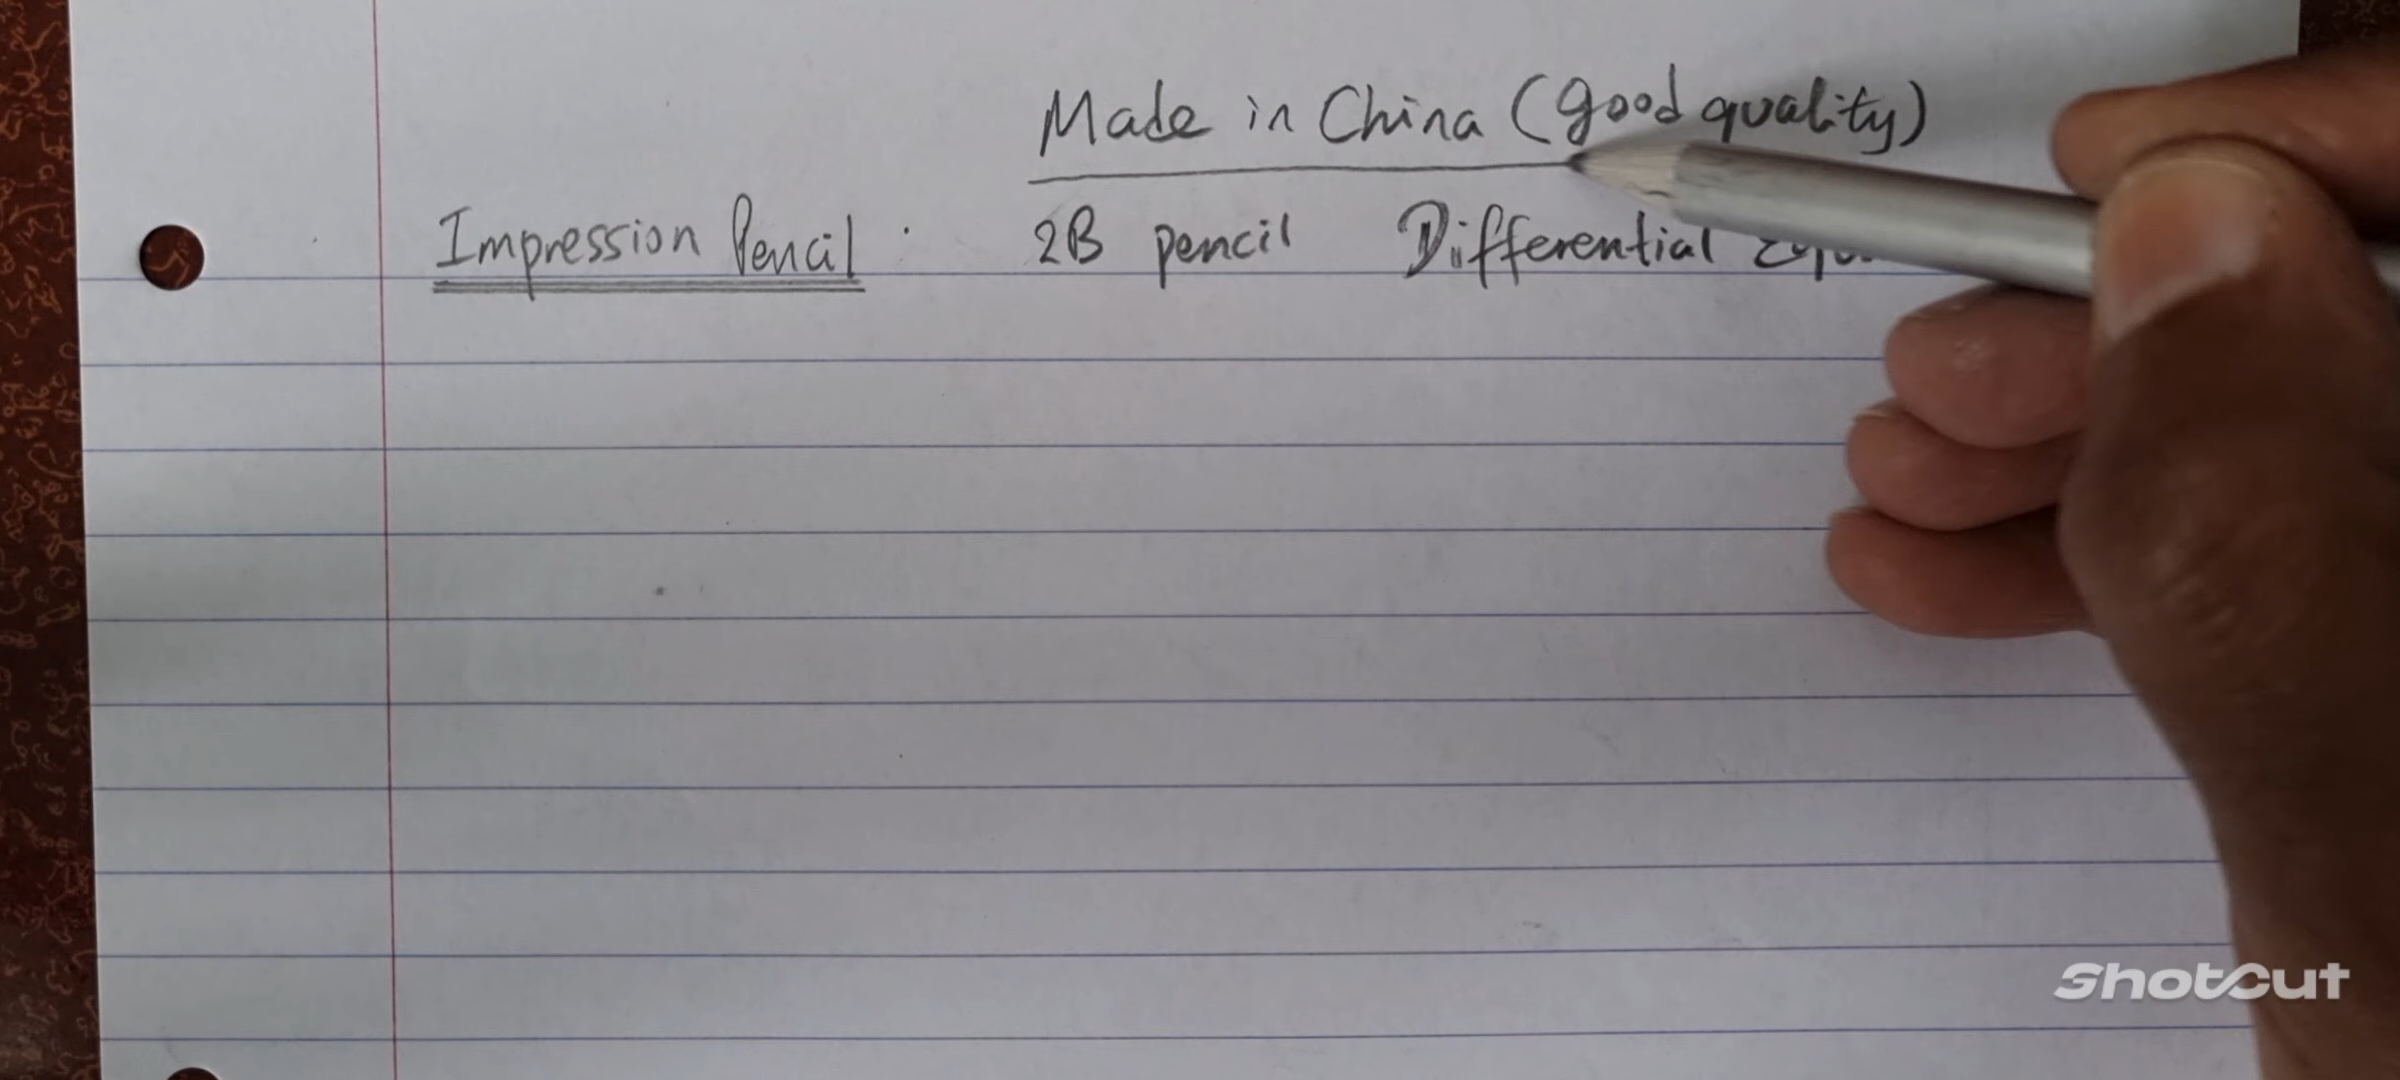 Made in China (good quality)
Impression Pencil . 2B pencil Differential
ShotCut